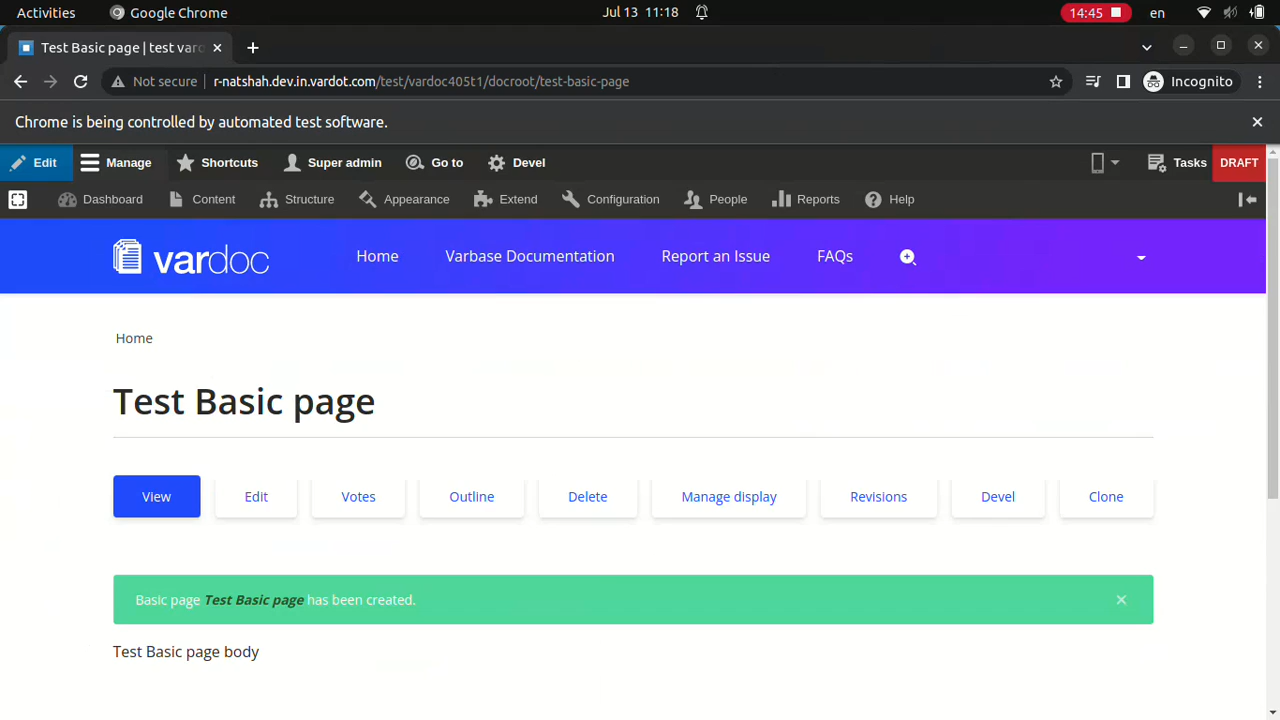 Activities Google Chrome Jul 13 11:18 14:45 en
Test Basic page | test vard
Not secure r-natshah.dev.in.vardot.com/test/vardoc405t1/docroot/test-basic-page Incognito
Chrome is being controlled by automated test software.
Edit Manage Shortcuts Super admin Go to Devel Tasks DRAFT
Dashboard Content Structure Appearance Extend Configuration People Reports Help
vardoc Home Varbase Documentation Report an Issue FAQs
Home
Test Basic page
View Edit Votes Outline Delete Manage display Revisions Devel Clone
Basic page Test Basic page has been created.
Test Basic page body